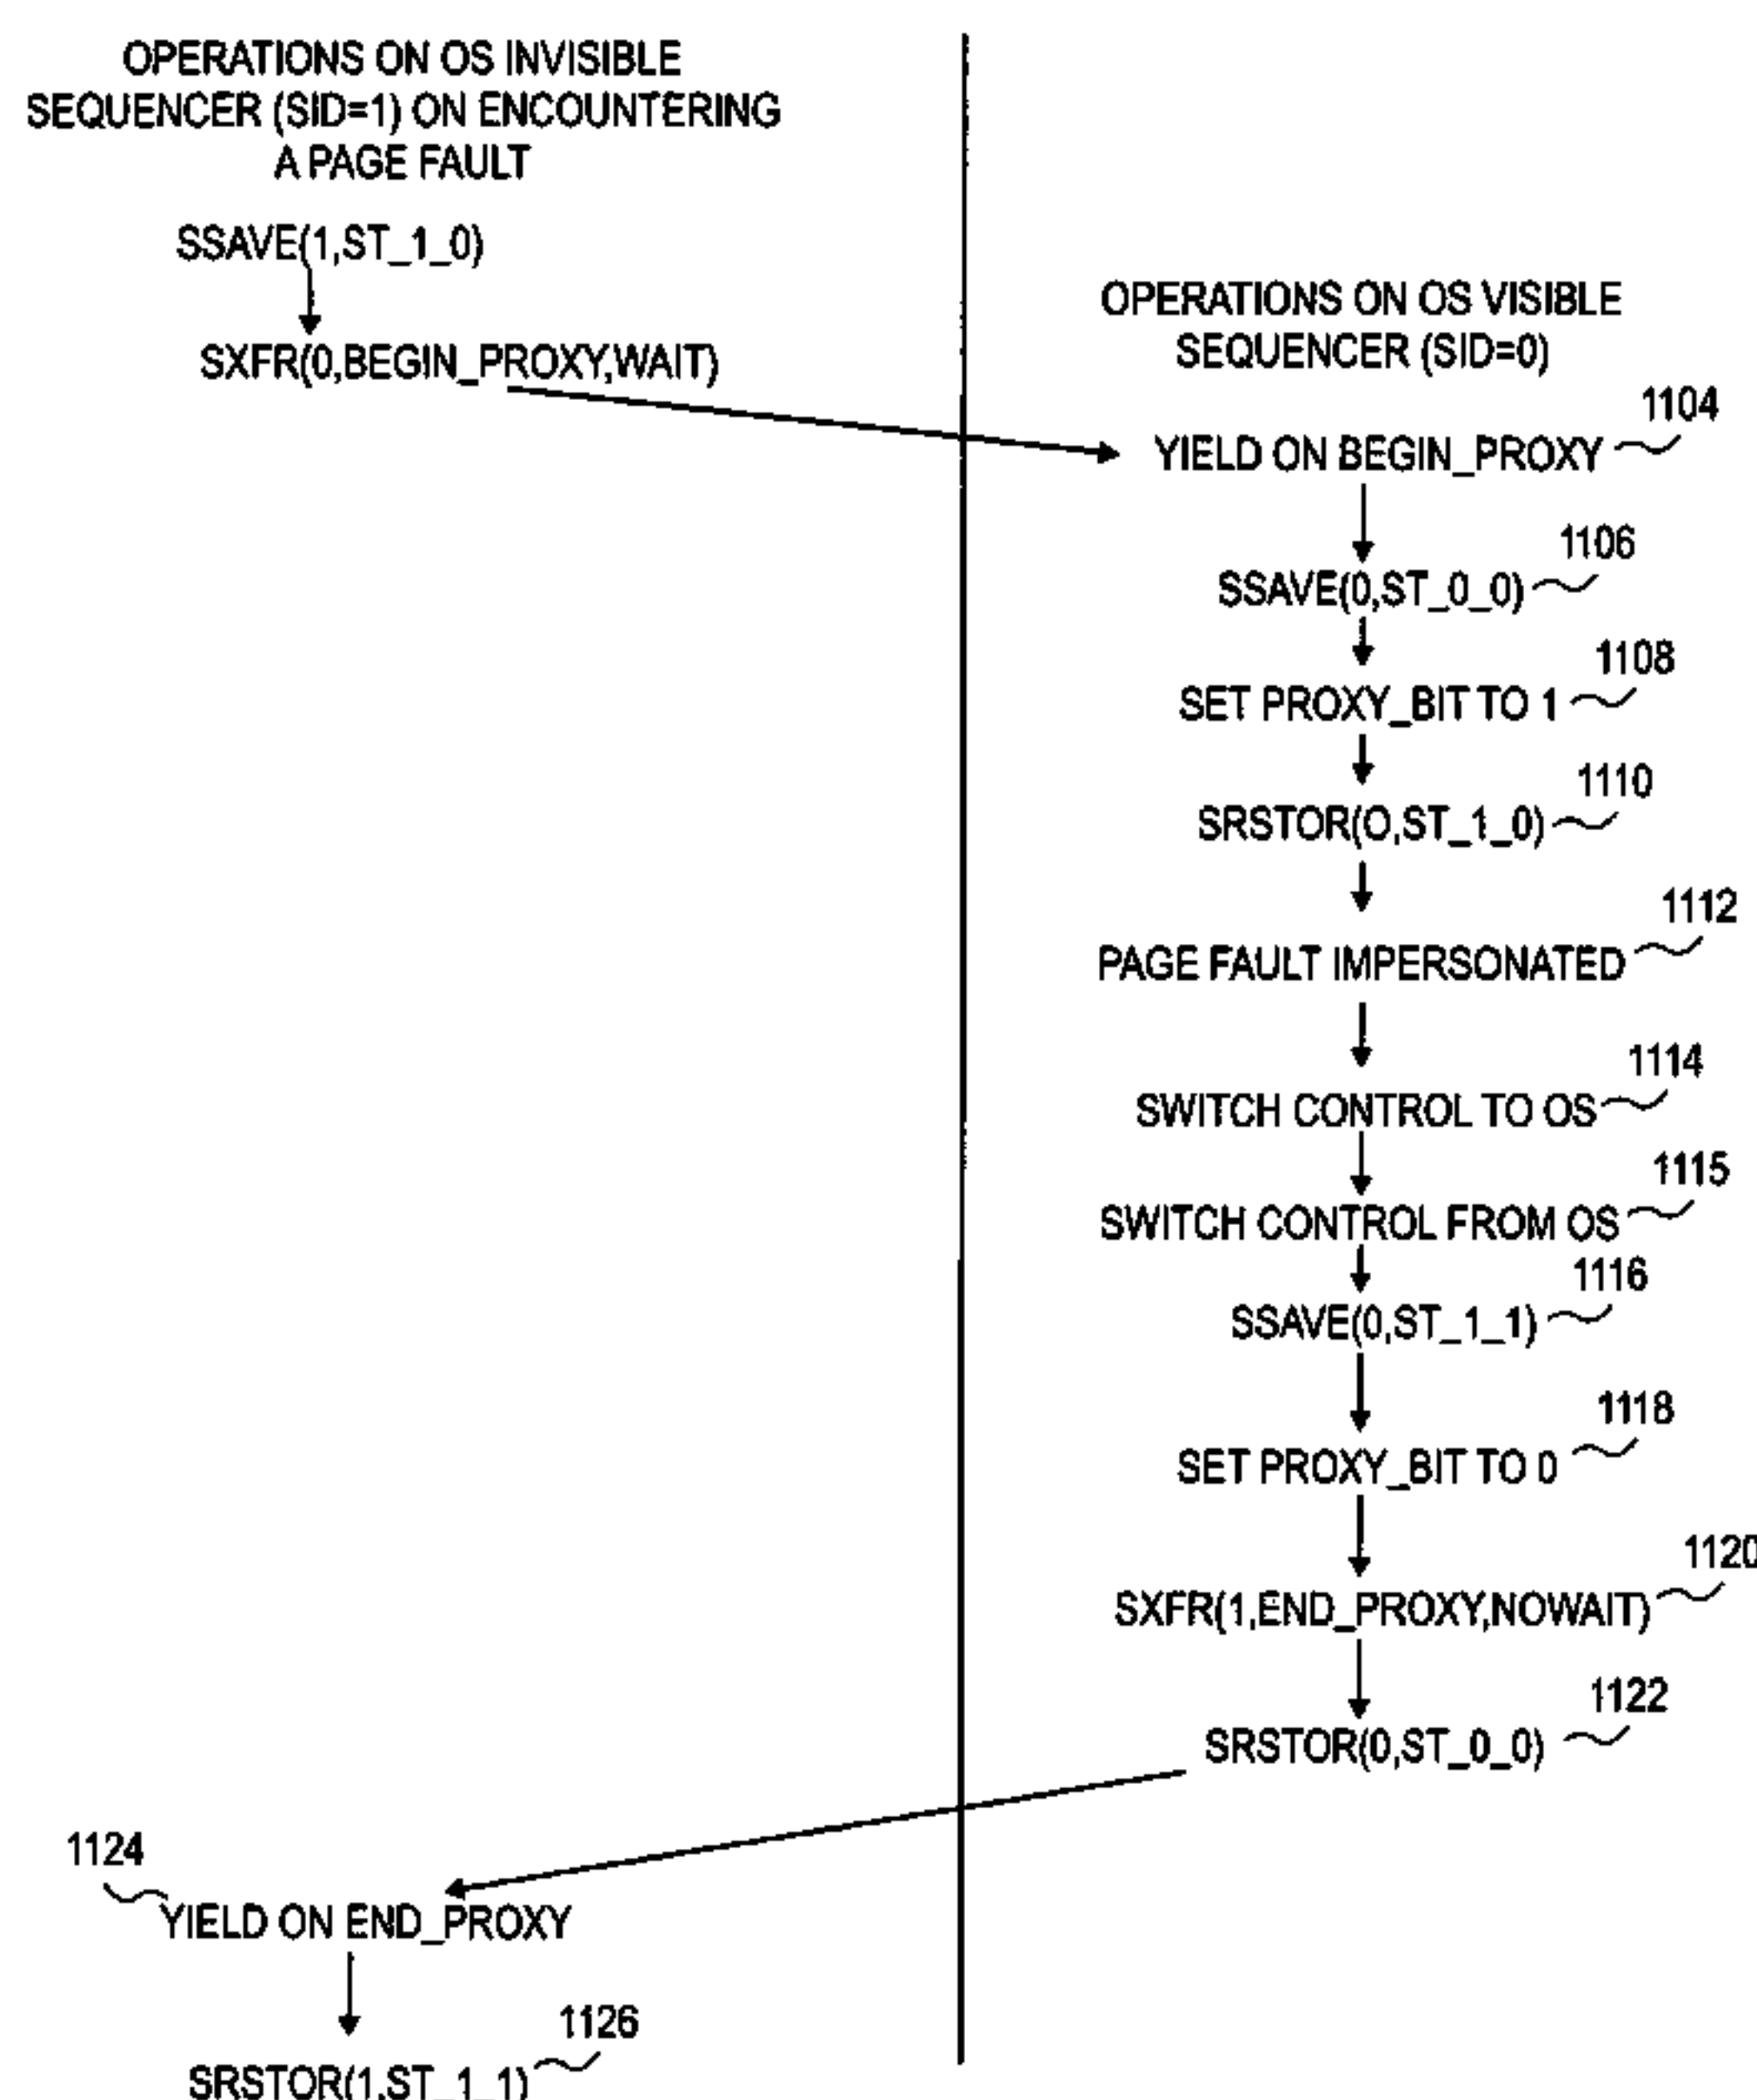 OPERATIONS ON OS INVISIBLE
SEQUENCER (SID=1) ON ENCOUNTERING
A PAGE FAULT
SSAVE(1,ST_1_0)
SXFR(0,BEGIN_PROXY,WAIT)
OPERATIONS ON OS VISIBLE
SEQUENCER (SID=0)
1104
YIELD ON BEGIN_PROXY
1106
SSAVE(0,ST_0_0)
1108
SET PROXY_BIT TO 1
1110
SRSTOR(O,ST_1_0)
1112
PAGE FAULT IMPERSONATED
1114
SWITCH CONTROL TO OS
1115
SWITCH CONTROL FROM OS
1116
SSAVE(0,ST_1_1)
1118
SET PROXY_BIT TO 0
1120
SXFR(1,END_PROXY,NOWAIT)
1122
SRSTOR(0,ST_0_0)
1124
YIELD ON END_PROXY
1126
SRSTOR(1,ST_1_1)